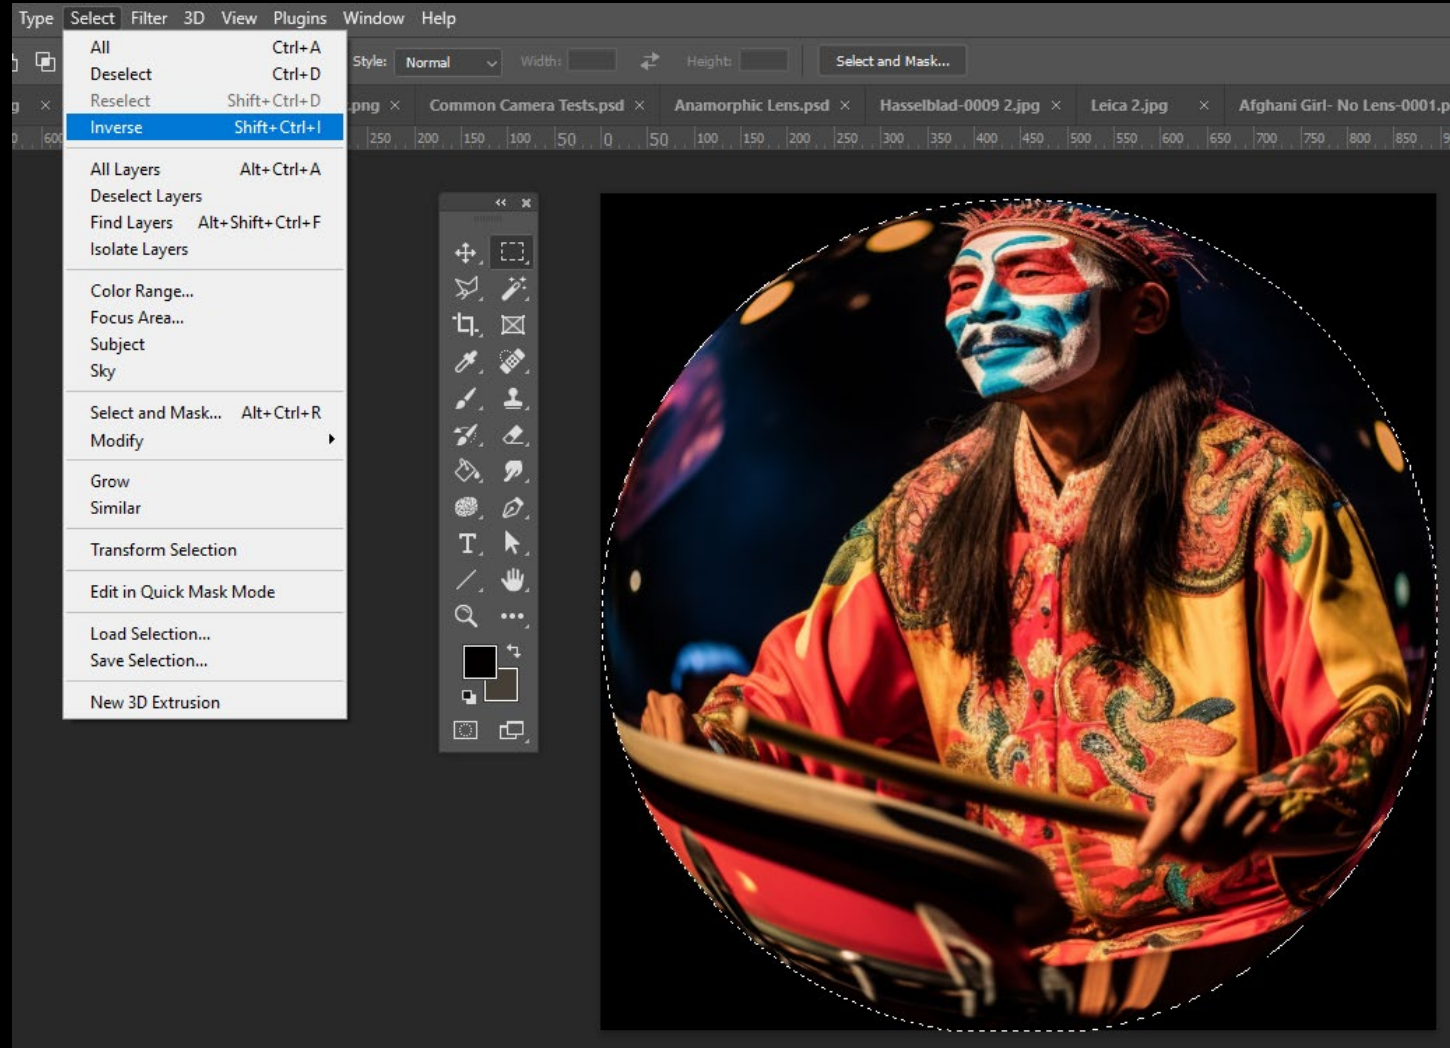 Type Select Filter 3D View Plugins Window Help
All Ctrl+A
Deselect Ctrl+D
Reselect Shift+Ctrl+D
Inverse Shift+Ctrl+I
All Layers Alt+Ctrl+A
Deselect Layers
Find Layers Alt+Shift+Ctrl+F
Isolate Layers
Color Range...
Focus Area...
Subject
Sky
Select and Mask... Alt+Ctrl+R
Modify
Grow
Similar
Transform Selection
Edit in Quick Mask Mode
Load Selection...
Save Selection...
New 3D Extrusion
Style: Normal Width: Height: Select and Mask...
.png × Common Camera Tests.psd × Anamorphic Lens.psd × Hasselblad-0009 2.jpg × Leica 2.jpg × Afghani Girl- No Lens-0001.p
600 250 200 150 100 50 0 50 100 150 200 250 300 350 400 450 500 550 600 650 700 750 800 850